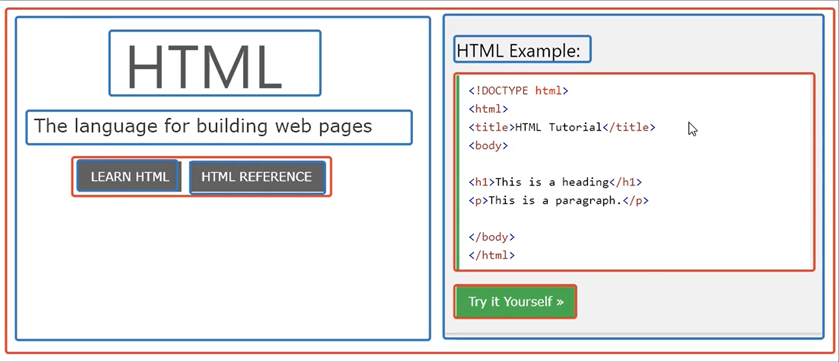 HTML
The language for building web pages
LEARN HTML
HTML REFERENCE
HTML Example:
<!DOCTYPE html>
<html>
<title>HTML Tutorial</title>
<body>
<h1>This is a heading</h1>
<p>This is a paragraph.</p>
</body>
</html>
Try it Yourself »